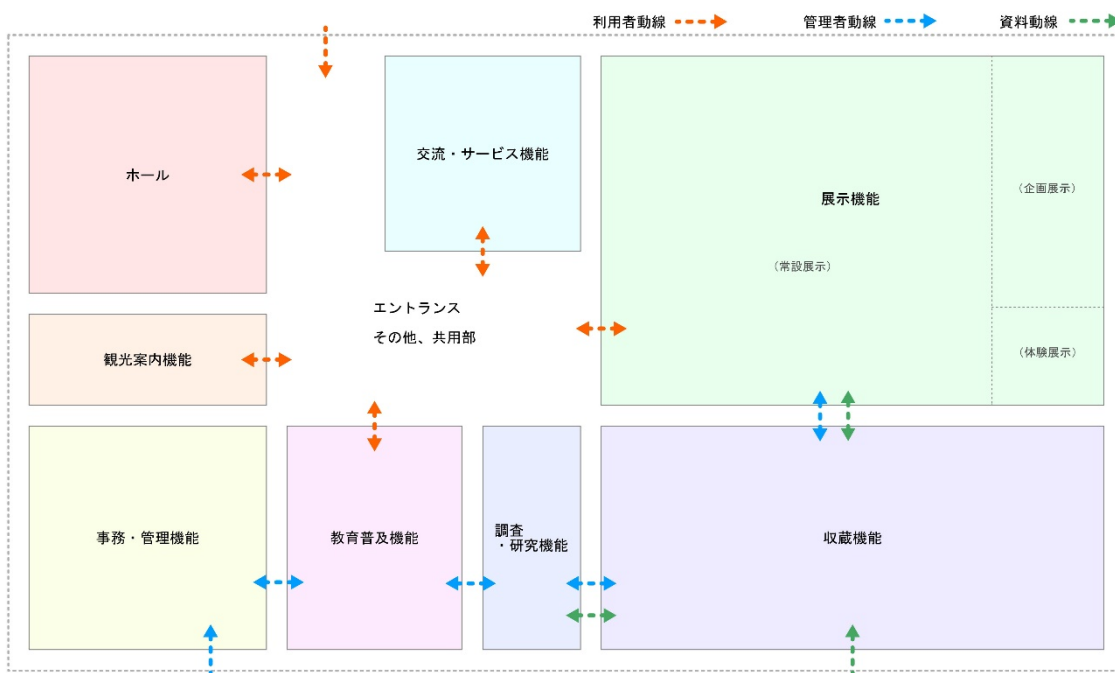 利用者動線
管理者動線
資料動線
ホール
交流・サービス機能
展示機能
（企画展示）
（常設展示）
エントランス
その他、共用部
観光案内機能
（体験展示）
事務・管理機能
教育普及機能
調査
・研究機能
収蔵機能